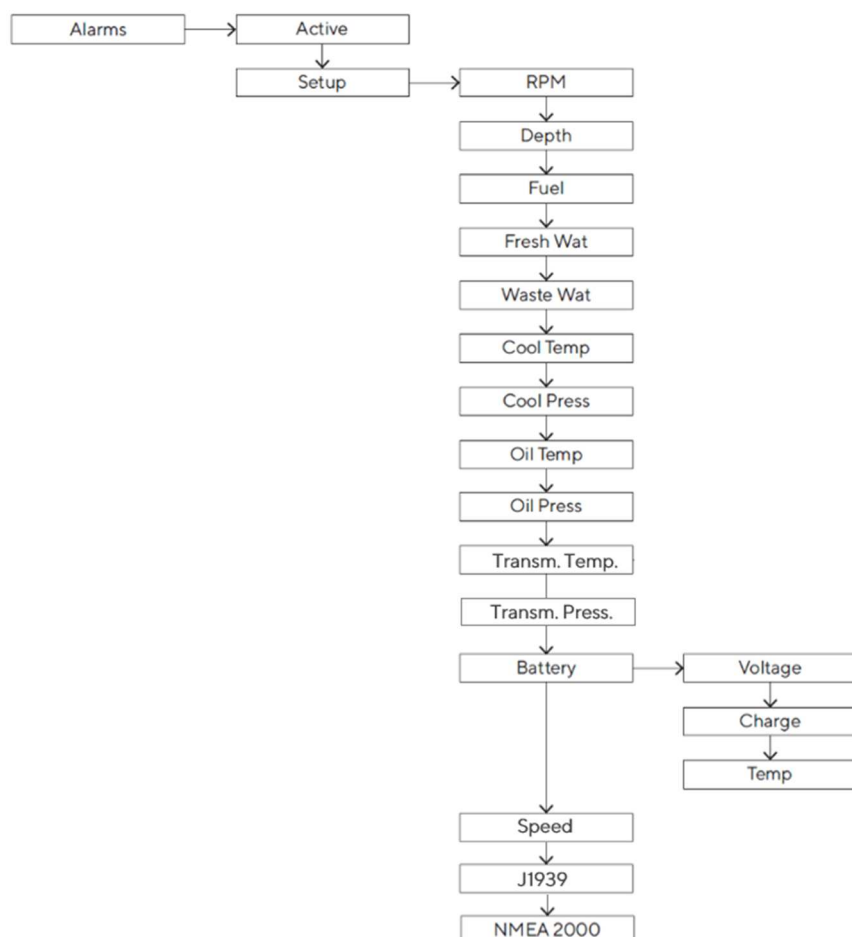 Alarms
Active
Setup
RPM
Depth
Fuel
Fresh Wat
Waste Wat
Cool Temp
Cool Press
Oil Temp
Oil Press
Transm. Temp.
Transm. Press.
Battery
Voltage
Charge
Temp
Speed
J1939
NMEA 2000